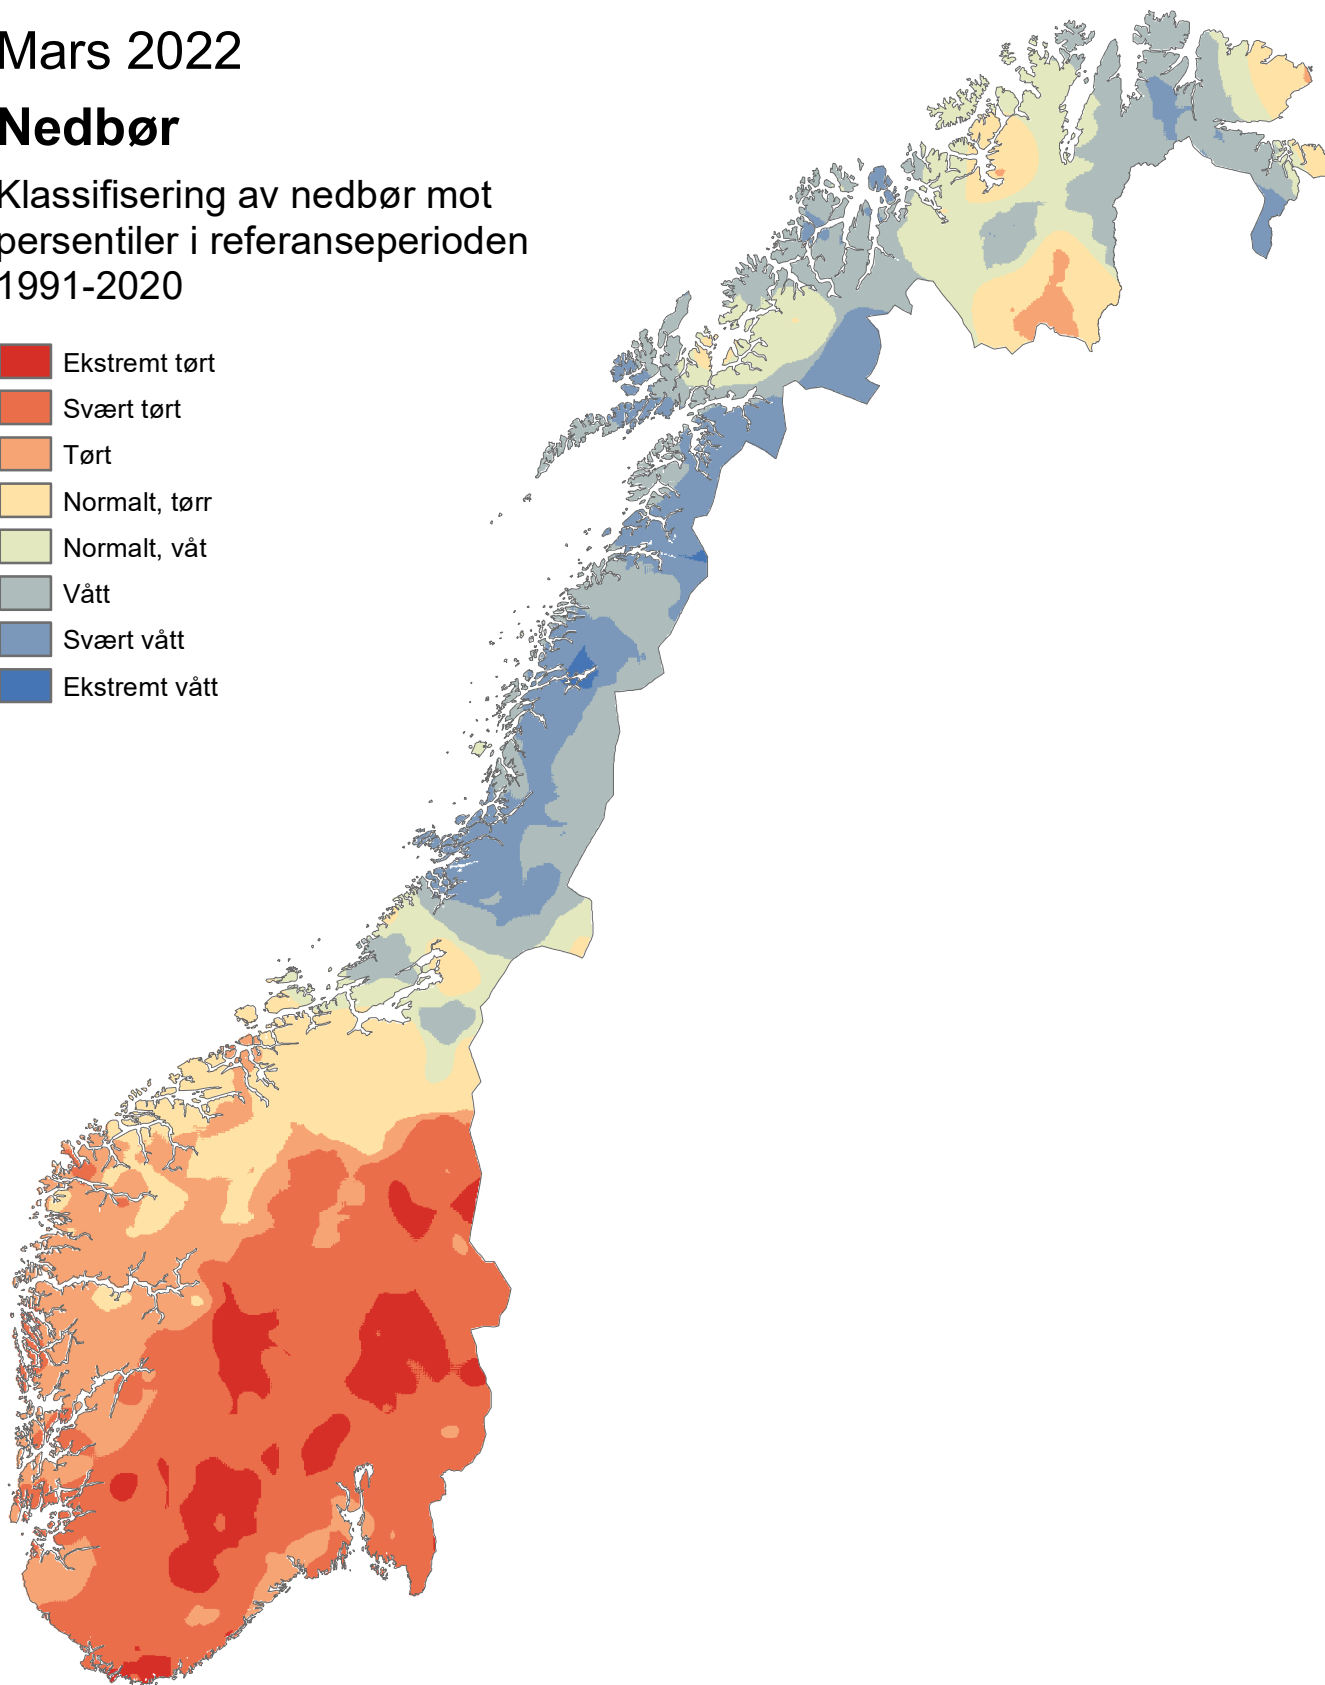 Mars 2022
Nedbør
Klassifisering av nedbør mot
persentiler i referanseperioden
1991-2020
Ekstremt tørt
Svært tørt
Tørt
Normalt, tørr
Normalt, våt
Vått
Svært vått
Ekstremt vått